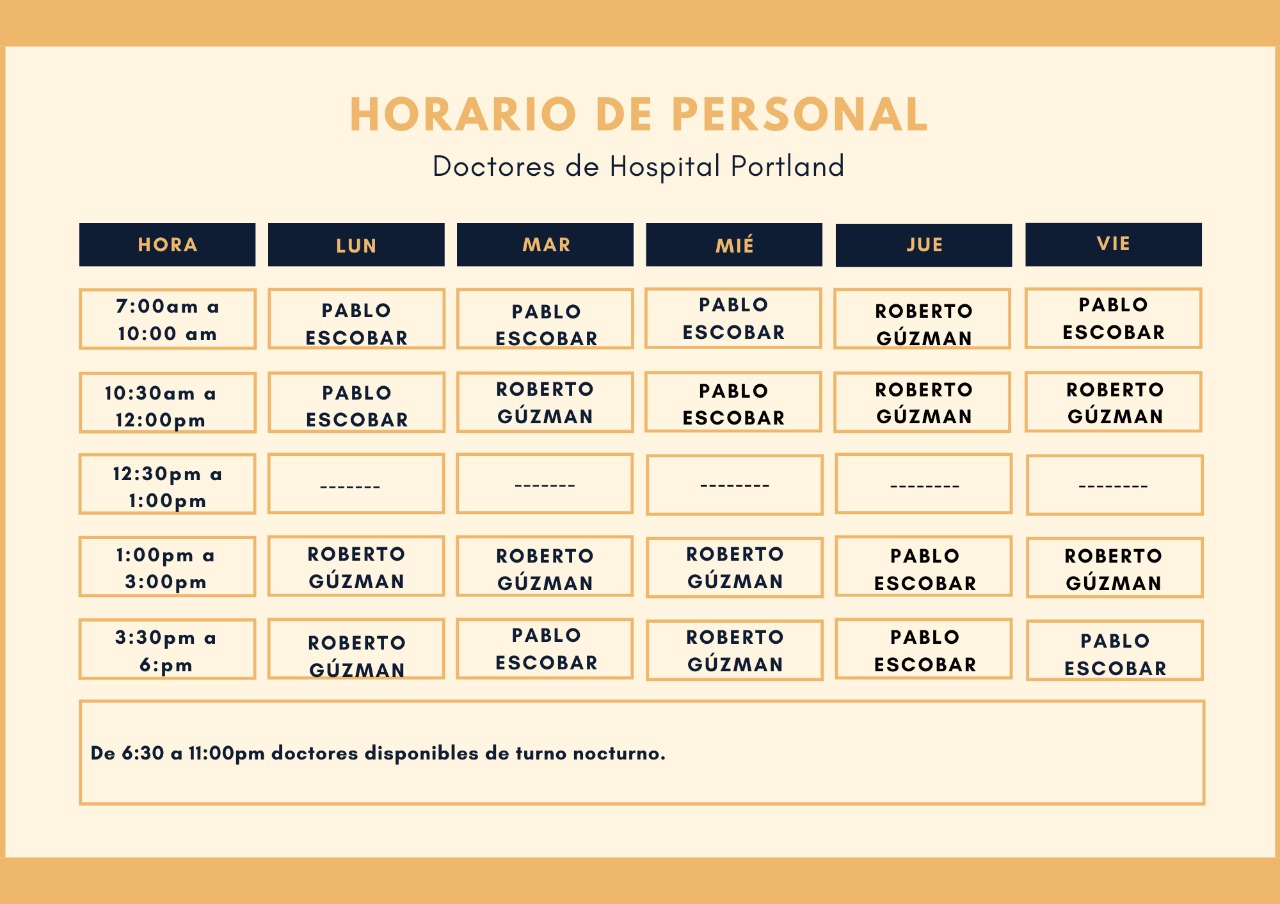 HORARIO DE PERSONAL
Doctores de Hospital Portland
HORA LUN MAR MIÉ JUE VIE
7:00am a PABLO PABLO PABLO ROBERTO PABLO
10:00 am ESCOBAR ESCOBAR ESCOBAR GÚZMAN ESCOBAR
10:30am a PABLO ROBERTO PABLO ROBERTO ROBERTO
12:00pm ESCOBAR GÚZMAN ESCOBAR GÚZMAN GÚZMAN
12:30pm a ------- ------- -------- -------- --------
1:00pm
1:00pm a ROBERTO ROBERTO ROBERTO PABLO ROBERTO
3:00pm GÚZMAN GÚZMAN GÚZMAN ESCOBAR GÚZMAN
3:30pm a ROBERTO PABLO ROBERTO PABLO PABLO
6:pm GÚZMAN ESCOBAR GÚZMAN ESCOBAR ESCOBAR
De 6:30 a 11:00pm doctores disponibles de turno nocturno.